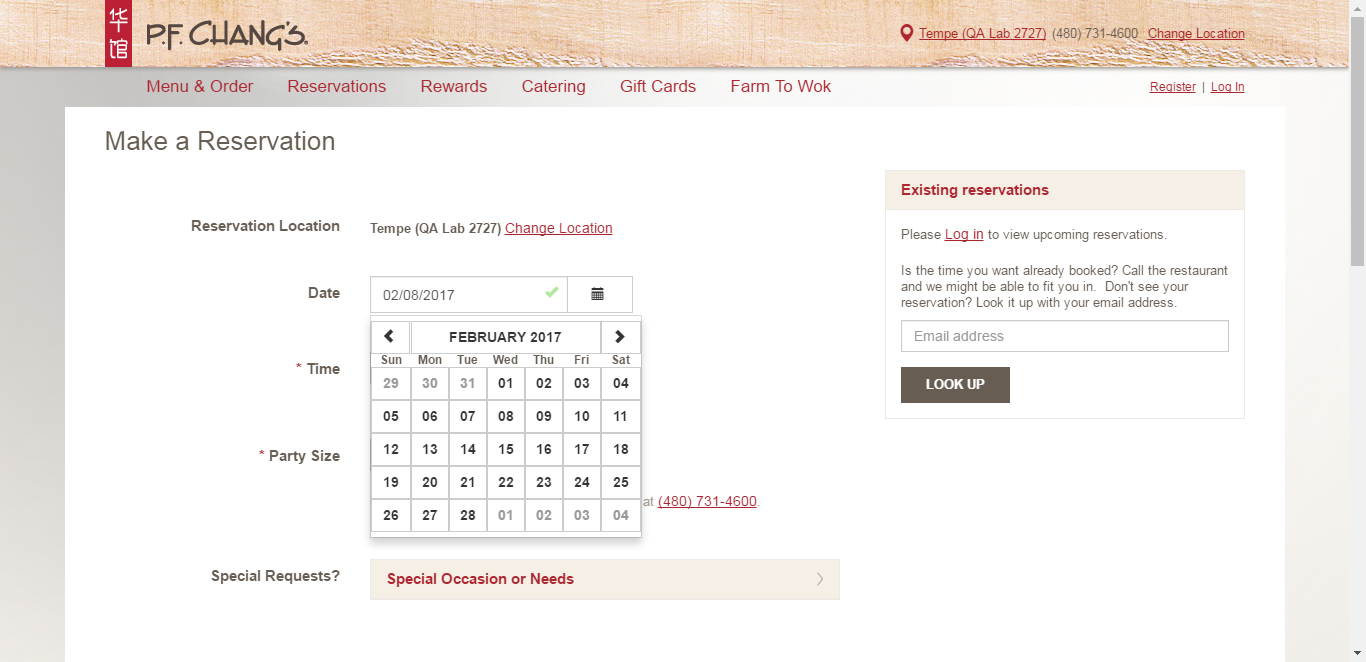 华
馆
P.F. CHANG'S.
Tempe (QA Lab 2727) (480) 731-4600 Change Location
Menu & Order Reservations Rewards Catering Gift Cards Farm To Wok
Register | Log In
Make a Reservation
Reservation Location
Tempe (QA Lab 2727) Change Location
Date
02/08/2017
FEBRUARY 2017
Sun Mon Tue Wed Thu Fri Sat
29 30 31 01 02 03 04
05 06 07 08 09 10 11
12 13 14 15 16 17 18
19 20 21 22 23 24 25
26 27 28 01 02 03 04
* Time
* Party Size
at (480) 731-4600.
Special Requests?
Special Occasion or Needs
Existing reservations
Please Log in to view upcoming reservations.
Is the time you want already booked? Call the restaurant
and we might be able to fit you in. Don't see your
reservation? Look it up with your email address.
Email address
LOOK UP